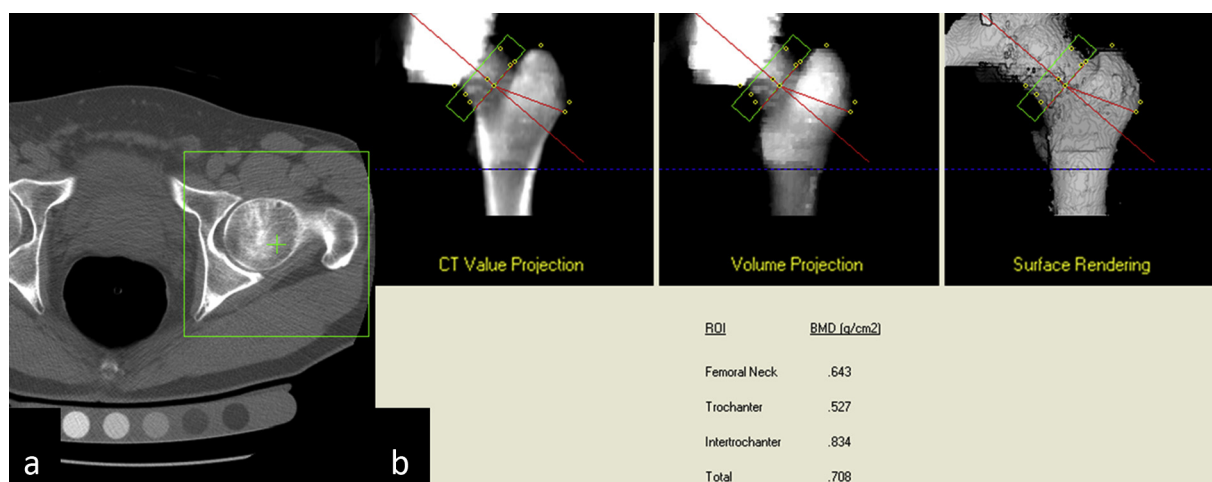 CT Value Projection
Volume Projection
Surface Rendering
ROI BMD (g/cm2)
Femoral Neck .643
Trochanter .527
Intertrochanter .834
Total .708
a
b